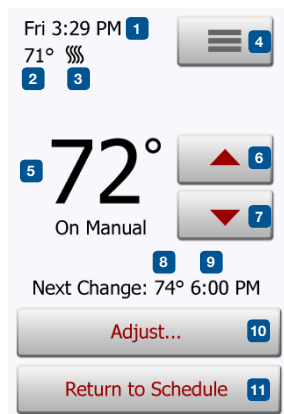 Fri 3:29 PM 1
4
71°
2 3
5 72°
6
7
On Manual
8 9
Next Change: 74° 6:00 PM
Adjust... 10
Return to Schedule 11